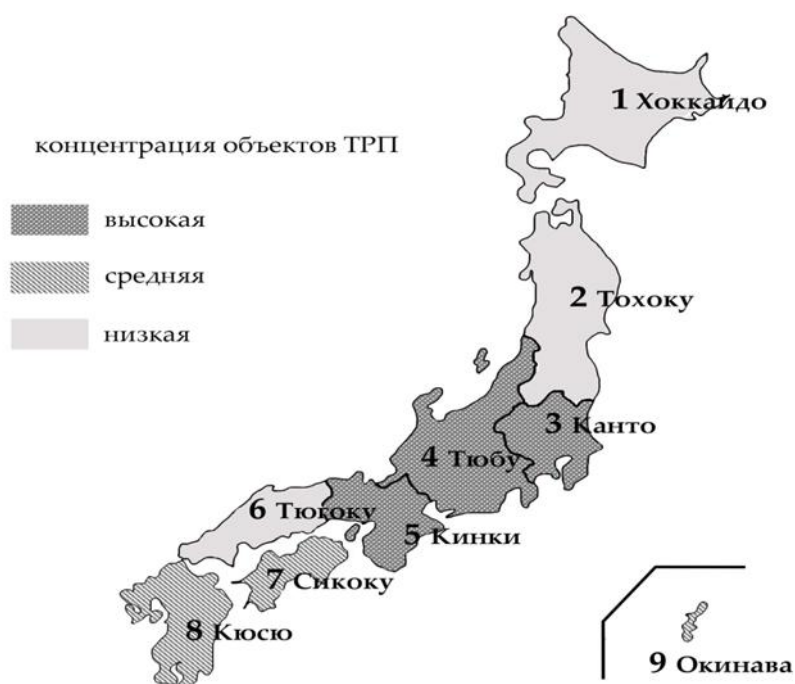 1 Хоккайдо
концентрация объектов ТРП
высокая
средняя
низкая
2 Тохоку
3 Канто
4 Тюбу
5 Кинки
6 Тюгоку
7 Сикоку
8 Кюсю
9 Окинава